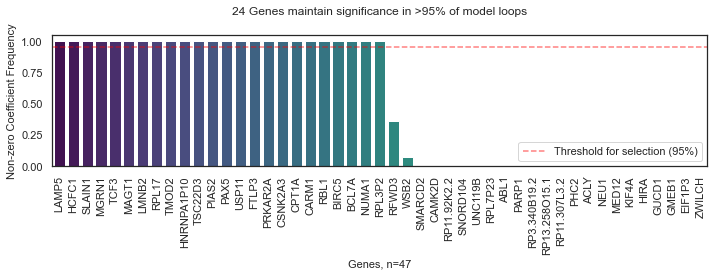 24 Genes maintain significance in >95% of model loops
Non-zero Coefficient Frequency
1.00
0.75
0.50
0.25
0.00
Threshold for selection (95%)
LAMP5
HCFC1
SLAIN1
MGRN1
TCF3
MAGT1
LMNB2
RPL17
TMOD2
HNRNPA1P10
TSC22D3
PIAS2
PAX5
USP11
FTLP3
PRKAR2A
CSNK2A3
CPT1A
CARM1
RBL1
BIRC5
BCL7A
NUMA1
RPL3P2
RFWD3
WSB2
SMARCD2
CAMK2D
RP11.92K2.2
SNORD104
UNC119B
RPL7P23
ABL1
PARP1
RP3.340B19.2
RP13.258O15.1
RP11.307L3.2
PHC2
ACLY
NEU1
MED12
KIF4A
HIRA
GUCD1
GMEB1
EIF1P3
ZWILCH
Genes, n=47